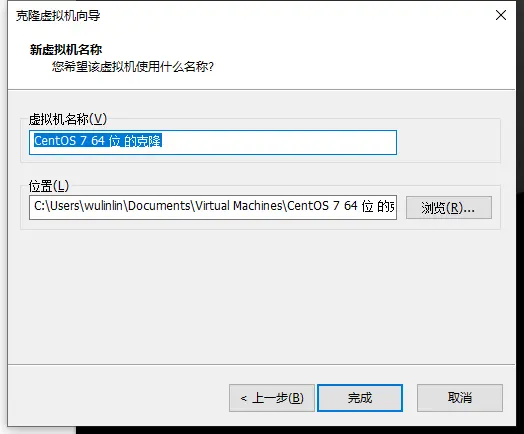 克隆虚拟机向导
新虚拟机名称
您希望该虚拟机使用什么名称?
虚拟机名称(V)
CentOS 7 64 位 的克隆
位置(L)
C:\Users\wulinlin\Documents\Virtual Machines\CentOS 7 64 位 的
浏览(R)...
< 上一步(B)
完成
取消